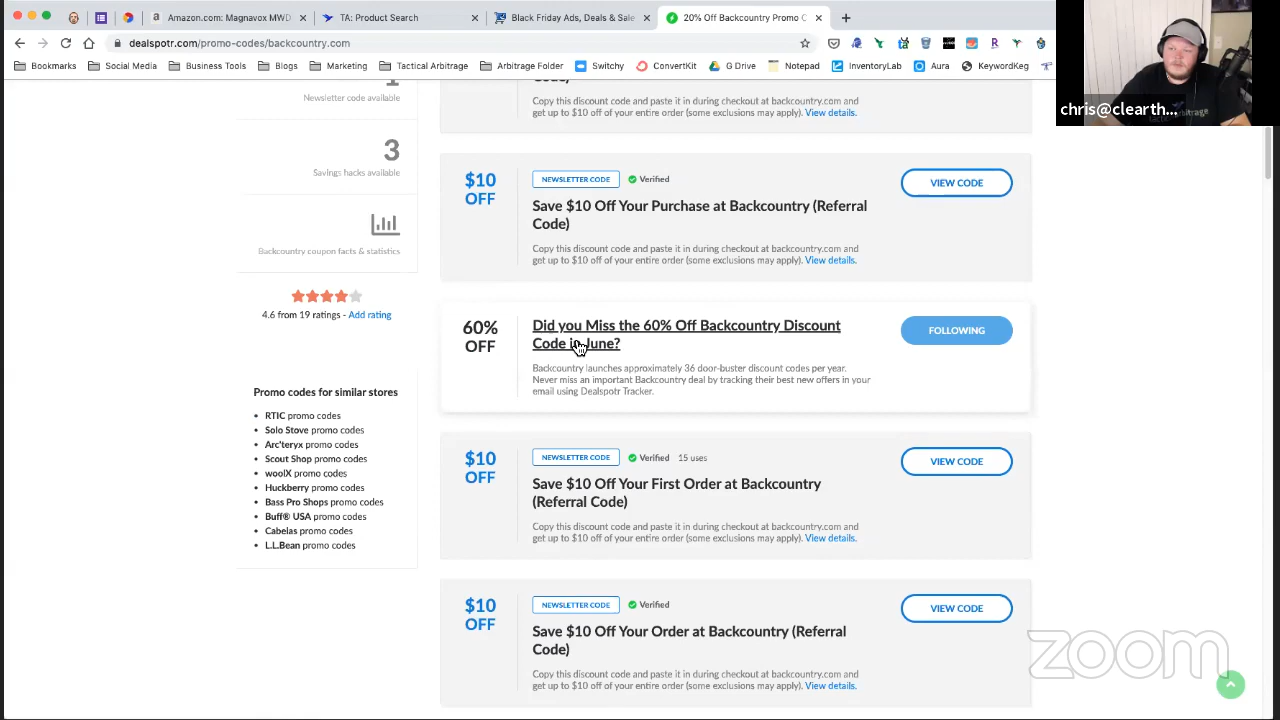 Amazon.com: Magnavox MWD
TA: Product Search
Black Friday Ads, Deals & Sale
20% Off Backcountry Promo C
dealspotr.com/promo-codes/backcountry.com
Bookmarks
Social Media
Business Tools
Blogs
Marketing
Tactical Arbitrage
Arbitrage Folder
Switchy
ConvertKit
G Drive
Notepad
InventoryLab
Aura
KeywordKeg
chris@clearth...
Newsletter code available
3
Savings hacks available
Backcountry coupon facts & statistics
4.6 from 19 ratings - Add rating
Promo codes for similar stores
RTIC promo codes
Solo Stove promo codes
Arc'teryx promo codes
Scout Shop promo codes
woolX promo codes
Huckberry promo codes
Bass Pro Shops promo codes
Buff® USA promo codes
Cabelas promo codes
L.L.Bean promo codes
Code)
Copy this discount code and paste it in during checkout at backcountry.com and
get up to $10 off of your entire order (some exclusions may apply). View details.
$10
OFF
NEWSLETTER CODE
Verified
Save $10 Off Your Purchase at Backcountry (Referral
Code)
Copy this discount code and paste it in during checkout at backcountry.com and
get up to $10 off of your entire order (some exclusions may apply). View details.
VIEW CODE
60%
OFF
Did you Miss the 60% Off Backcountry Discount
Code in June?
Backcountry launches approximately 36 door-buster discount codes per year.
Never miss an important Backcountry deal by tracking their best new offers in your
email using Dealspotr Tracker.
FOLLOWING
$10
OFF
NEWSLETTER CODE
Verified 15 uses
Save $10 Off Your First Order at Backcountry
(Referral Code)
Copy this discount code and paste it in during checkout at backcountry.com and
get up to $10 off of your entire order (some exclusions may apply). View details.
VIEW CODE
$10
OFF
NEWSLETTER CODE
Verified
Save $10 Off Your Order at Backcountry (Referral
Code)
Copy this discount code and paste it in during checkout at backcountry.com and
get up to $10 off of your entire order (some exclusions may apply). View details.
VIEW CODE
zoom